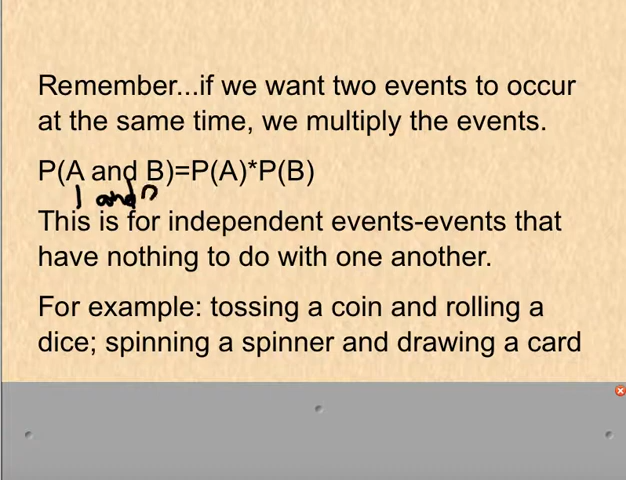 Remember...if we want two events to occur
at the same time, we multiply the events.
P(A and B)=P(A)*P(B)
1 and
This is for independent events-events that
have nothing to do with one another.
For example: tossing a coin and rolling a
dice; spinning a spinner and drawing a card